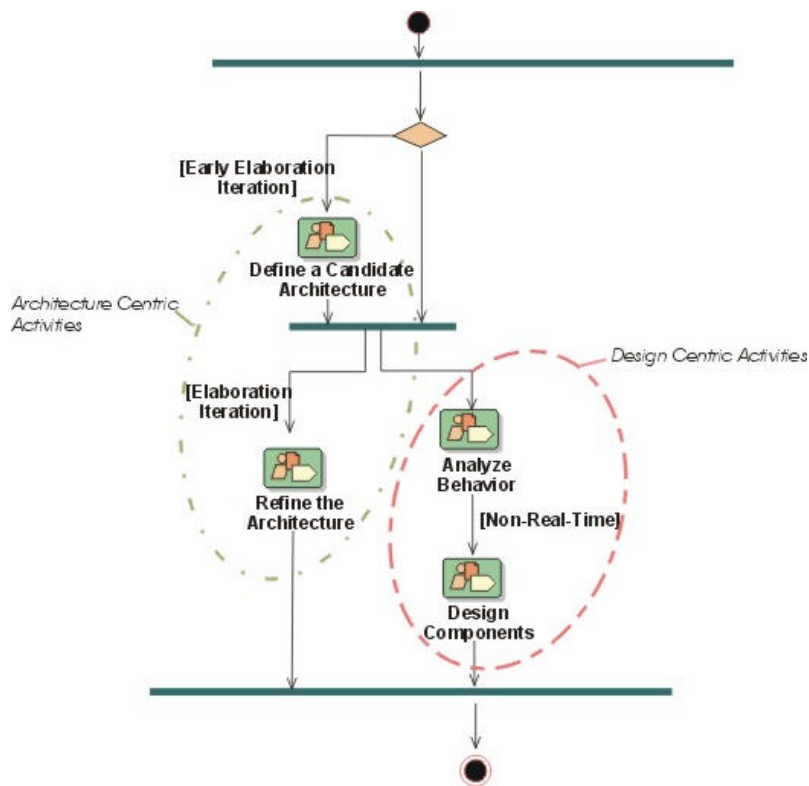 [Early Elaboration
Iteration]
Define a Candidate
Architecture
Architecture Centric
Activities
[Elaboration
Iteration]
Refine the
Architecture
Design Centric Activities
Analyze
Behavior
[Non-Real-Time]
Design
Components